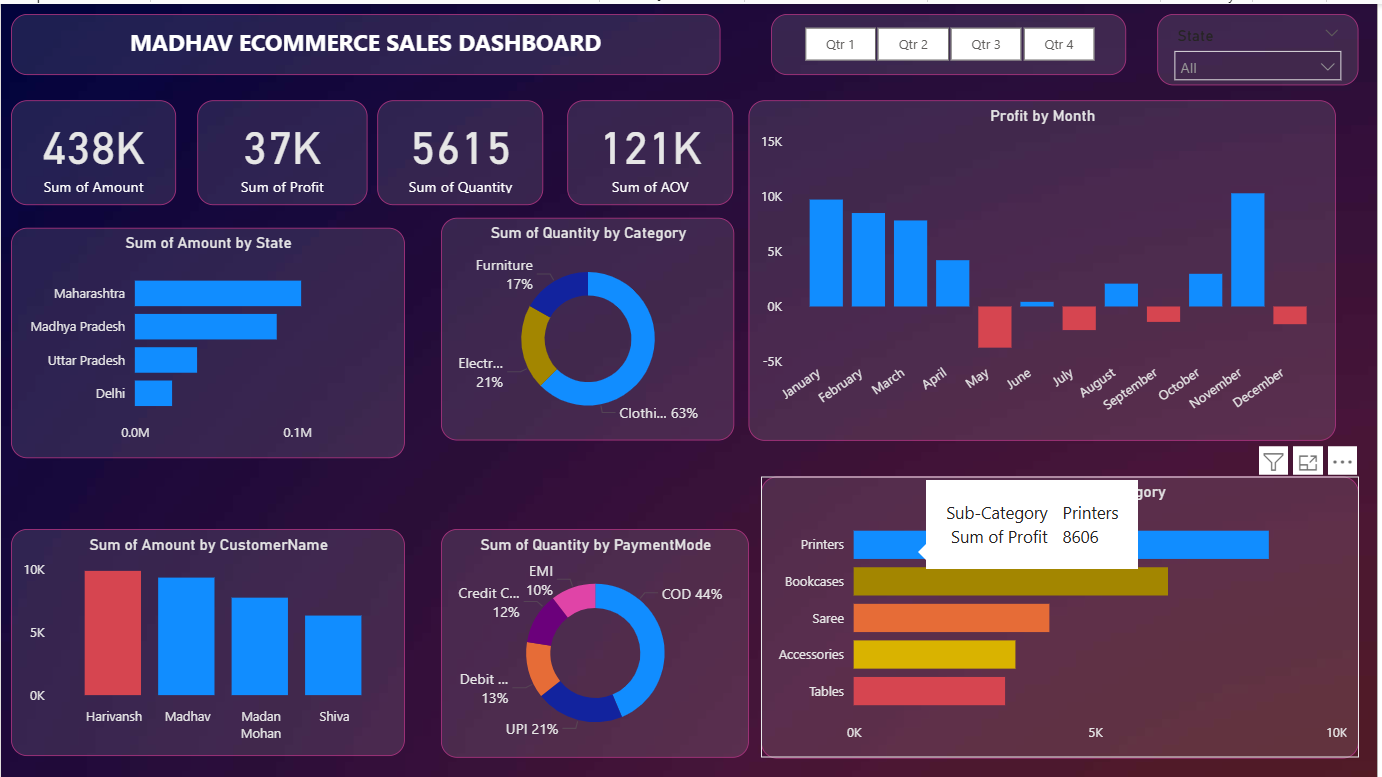 MADHAV ECOMMERCE SALES DASHBOARD
Qtr 1
Qtr 2
Qtr 3
Qtr 4
State
All
438K
Sum of Amount
37K
Sum of Profit
5615
Sum of Quantity
121K
Sum of AOV
Profit by Month
15K
10K
5K
0K
-5K
January
February
March
April
May
June
July
August
September
October
November
December
Sum of Amount by State
Maharashtra
Madhya Pradesh
Uttar Pradesh
Delhi
0.0M
0.1M
Sum of Quantity by Category
Furniture
17%
Electr...
21%
Clothi... 63%
Sum of Amount by CustomerName
10K
5K
0K
Harivansh
Madhav
Madan
Mohan
Shiva
Sum of Quantity by PaymentMode
EMI
10%
Credit C...
12%
Debit ...
13%
UPI 21%
COD 44%
gory
Sub-Category Printers
Sum of Profit 8606
Printers
Bookcases
Saree
Accessories
Tables
0K
5K
10K